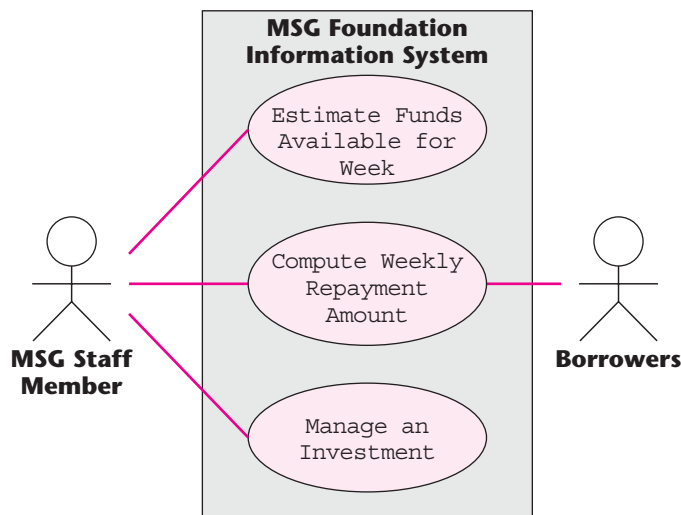 MSG Foundation
Information System
Estimate Funds
Available for
Week
Compute Weekly
Repayment
Amount
MSG Staff
Member
Borrowers
Manage an
Investment